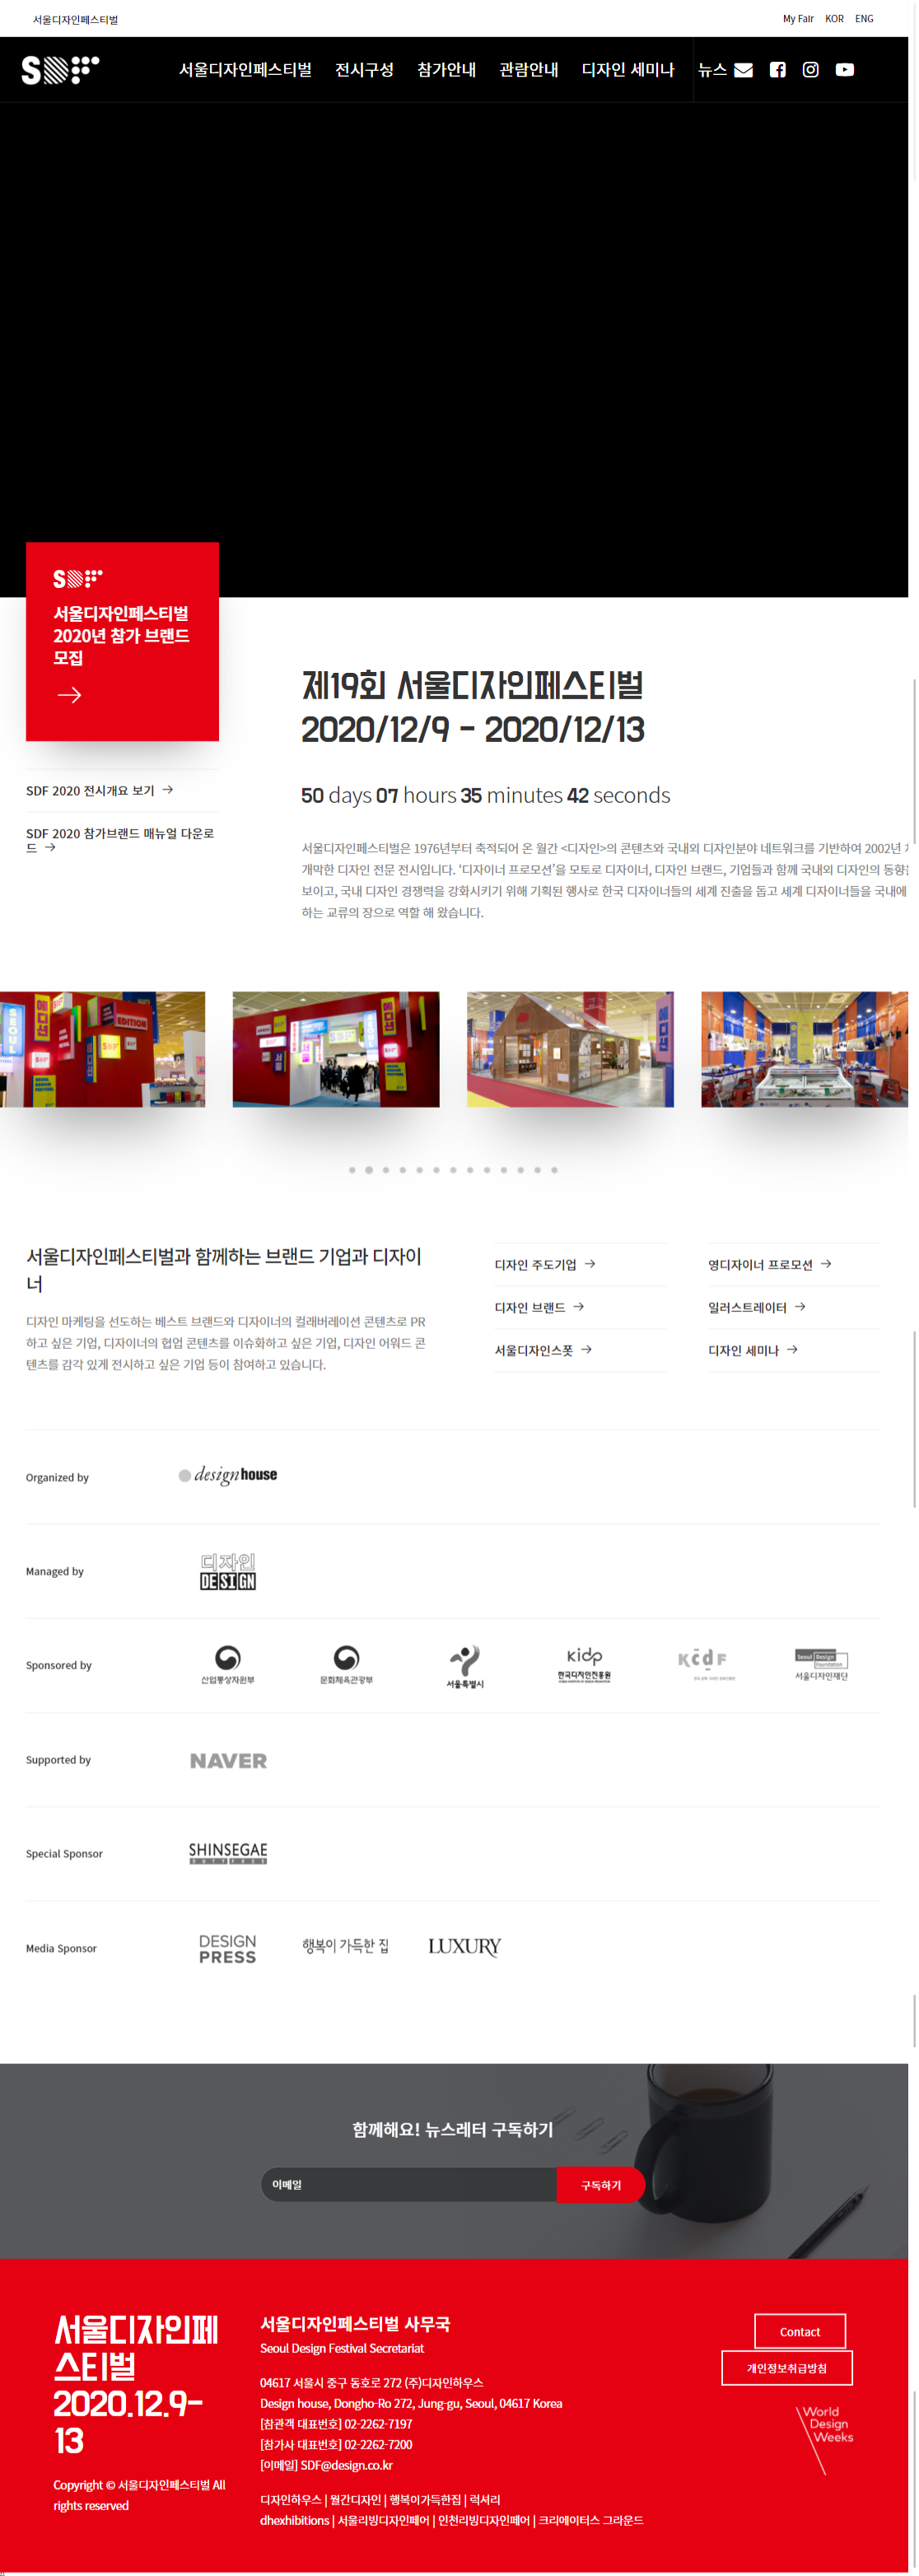 서울디자인페스티벌
My Fair KOR ENG
SDF
서울디자인페스티벌 전시구성 참가안내 관람안내 디자인 세미나 뉴스
SDF
서울디자인페스티벌
2020년 참가 브랜드
모집
제19회 서울디자인페스티벌
2020/12/9 - 2020/12/13
50 days 07 hours 35 minutes 42 seconds
SDF 2020 전시개요 보기
SDF 2020 참가브랜드 매뉴얼 다운로
드
서울디자인페스티벌은 1976년부터 축적되어 온 월간 <디자인>의 콘텐츠와 국내외 디자인분야 네트워크를 기반하여 2002년
개막한 디자인 전문 전시입니다. ‘디자이너 프로모션’을 모토로 디자이너, 디자인 브랜드, 기업들과 함께 국내외 디자인의 동향
보이고, 국내 디자인 경쟁력을 강화시키기 위해 기획된 행사로 한국 디자이너들의 세계 진출을 돕고 세계 디자이너들을 국내에
하는 교류의 장으로 역할 해 왔습니다.
에디션
EDITION
SDF
에디션
에디션
서울디자인페스티벌과 함께하는 브랜드 기업과 디자이
너
디자인 마케팅을 선도하는 베스트 브랜드와 디자이너의 컬래버레이션 콘텐츠로 PR
하고 싶은 기업, 디자이너의 협업 콘텐츠를 이슈화하고 싶은 기업, 디자인 어워드 콘
텐츠를 감각 있게 전시하고 싶은 기업 등이 참여하고 있습니다.
디자인 주도기업
디자인 브랜드
서울디자인스폿
영디자이너 프로모션
일러스트레이터
디자인 세미나
Organized by
designhouse
Managed by
디자인
DESIGN
Sponsored by
산업통상자원부
문화체육관광부
서울특별시
kidp
한국디자인진흥원
kcdf
Seoul Design Foundation
서울디자인재단
Supported by
NAVER
Special Sponsor
SHINSEGAE
DUTY FREE
Media Sponsor
DESIGN
PRESS
행복이 가득한 집
LUXURY
함께해요! 뉴스레터 구독하기
이메일
구독하기
서울디자인페
스티벌
2020.12.9-
13
Copyright © 서울디자인페스티벌 All
rights reserved
서울디자인페스티벌 사무국
Seoul Design Festival Secretariat
04617 서울시 중구 동호로 272 (주)디자인하우스
Design house, Dongho-Ro 272, Jung-gu, Seoul, 04617 Korea
[참관객 대표번호] 02-2262-7197
[참가사 대표번호] 02-2262-7200
[이메일] SDF@design.co.kr
디자인하우스 | 월간디자인 | 행복이가득한집 | 럭셔리
dhexhibitions | 서울리빙디자인페어 | 인천리빙디자인페어 | 크리에이터스 그라운드
Contact
개인정보취급방침
World
Design
Weeks